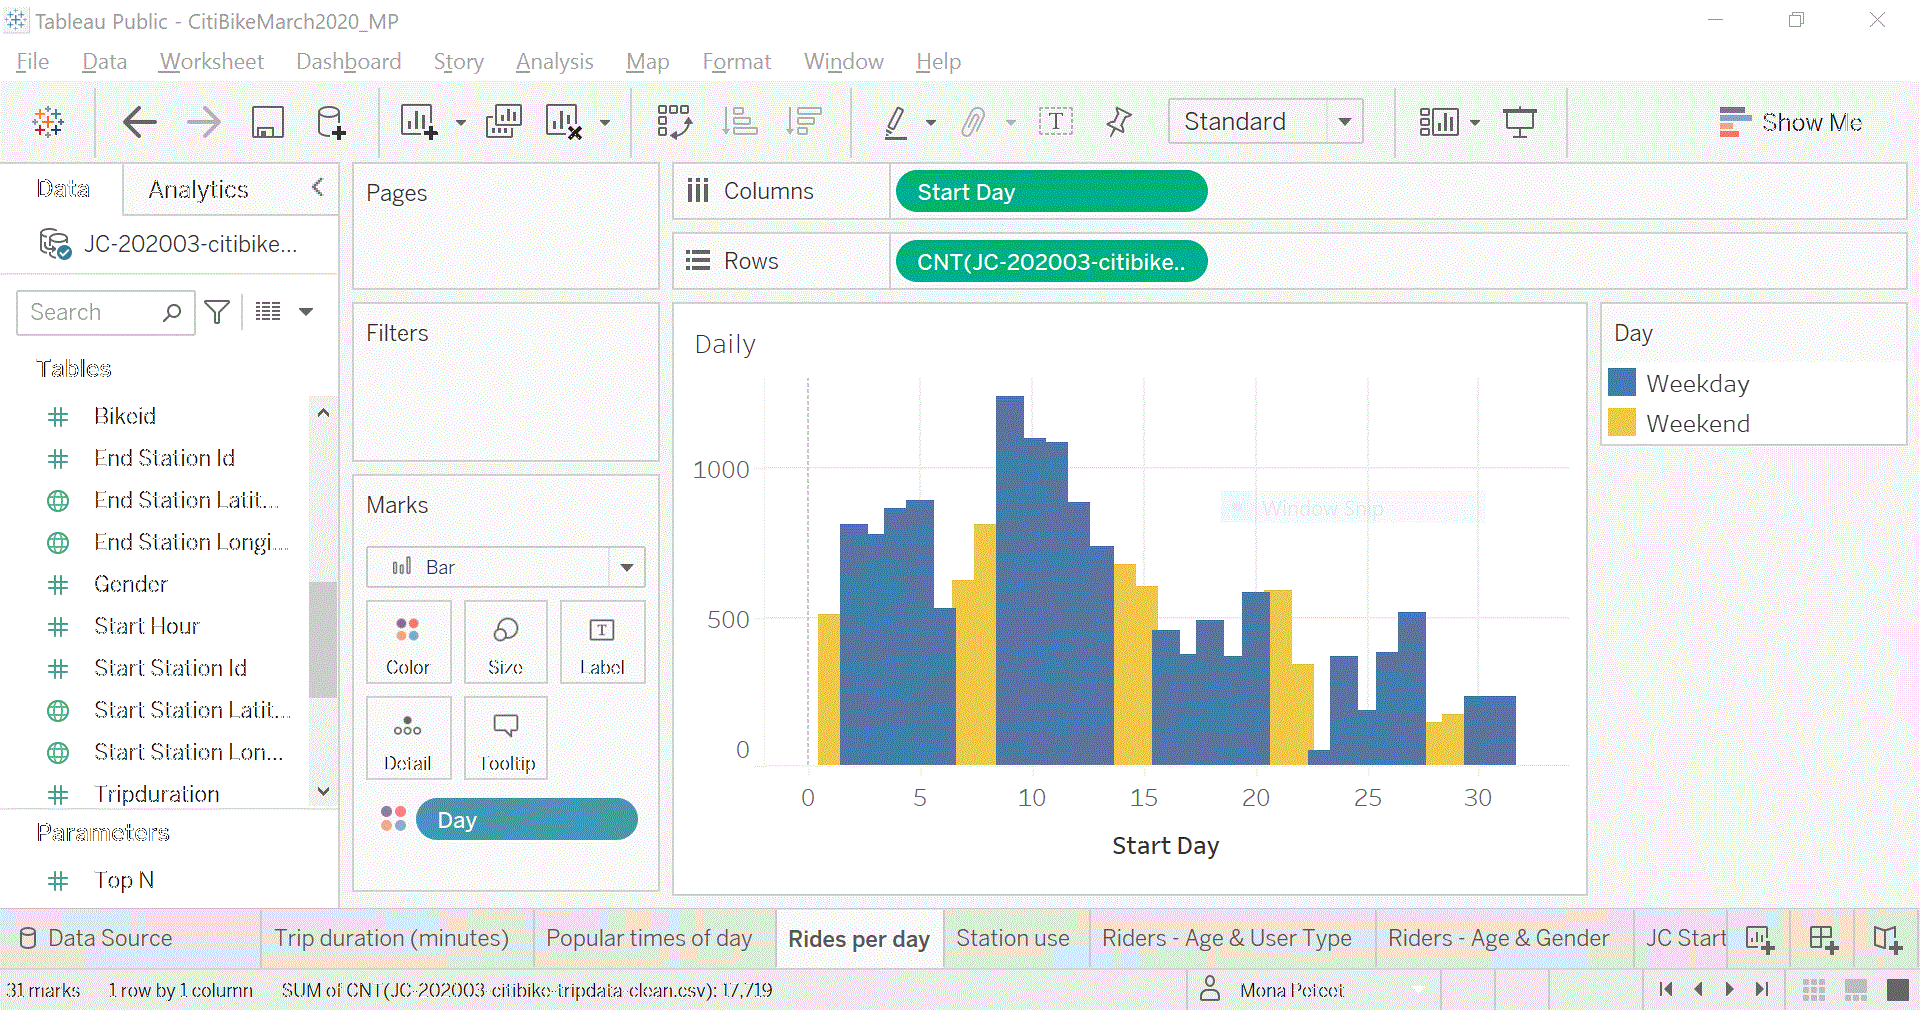 Tableau Public - CitiBikeMarch2020_MP
File Data Worksheet Dashboard Story Analysis Map Format Window Help
Standard
Show Me
Data
Analytics
JC-202003-citibike...
Search
Tables
Bikeid
End Station Id
End Station Latit...
End Station Longi...
Gender
Start Hour
Start Station Id
Start Station Latit...
Start Station Lon...
Tripduration
Parameters
Top N
Pages
Filters
Marks
Bar
Color Size Label
Detail Tooltip
Day
Columns
Start Day
Rows
CNT(JC-202003-citibike..
Daily
1000
500
0
0 5 10 15 20 25 30
Start Day
Window Snip
Day
Weekday
Weekend
Data Source Trip duration (minutes) Popular times of day Rides per day Station use Riders - Age & User Type Riders - Age & Gender JC Start
31 marks 1 row by 1 column SUM of CNT(JC-202003-citibike-tripdata-clean.csv): 17,719
Mona Peteet